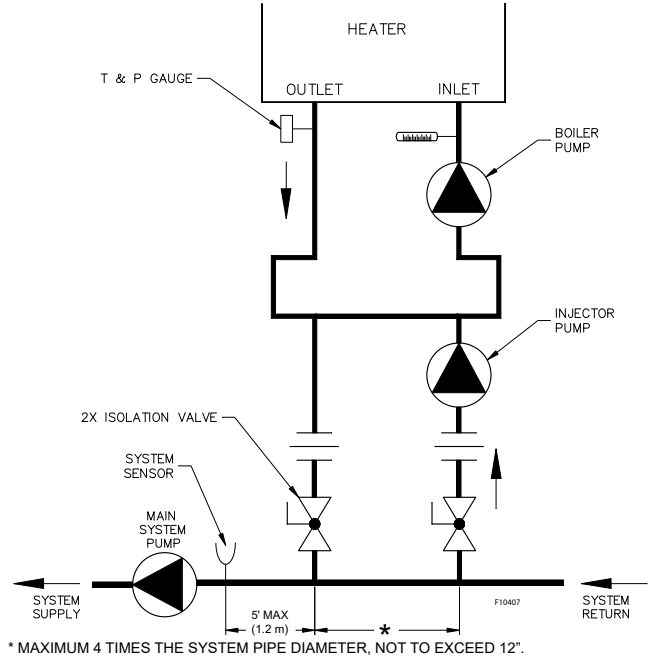 HEATER
T & P GAUGE
OUTLET
INLET
BOILER
PUMP
INJECTOR
PUMP
2X ISOLATION VALVE
SYSTEM
SENSOR
MAIN
SYSTEM
PUMP
SYSTEM
SUPPLY
5' MAX
(1.2 m)
*
F10407
SYSTEM
RETURN
* MAXIMUM 4 TIMES THE SYSTEM PIPE DIAMETER, NOT TO EXCEED 12”.